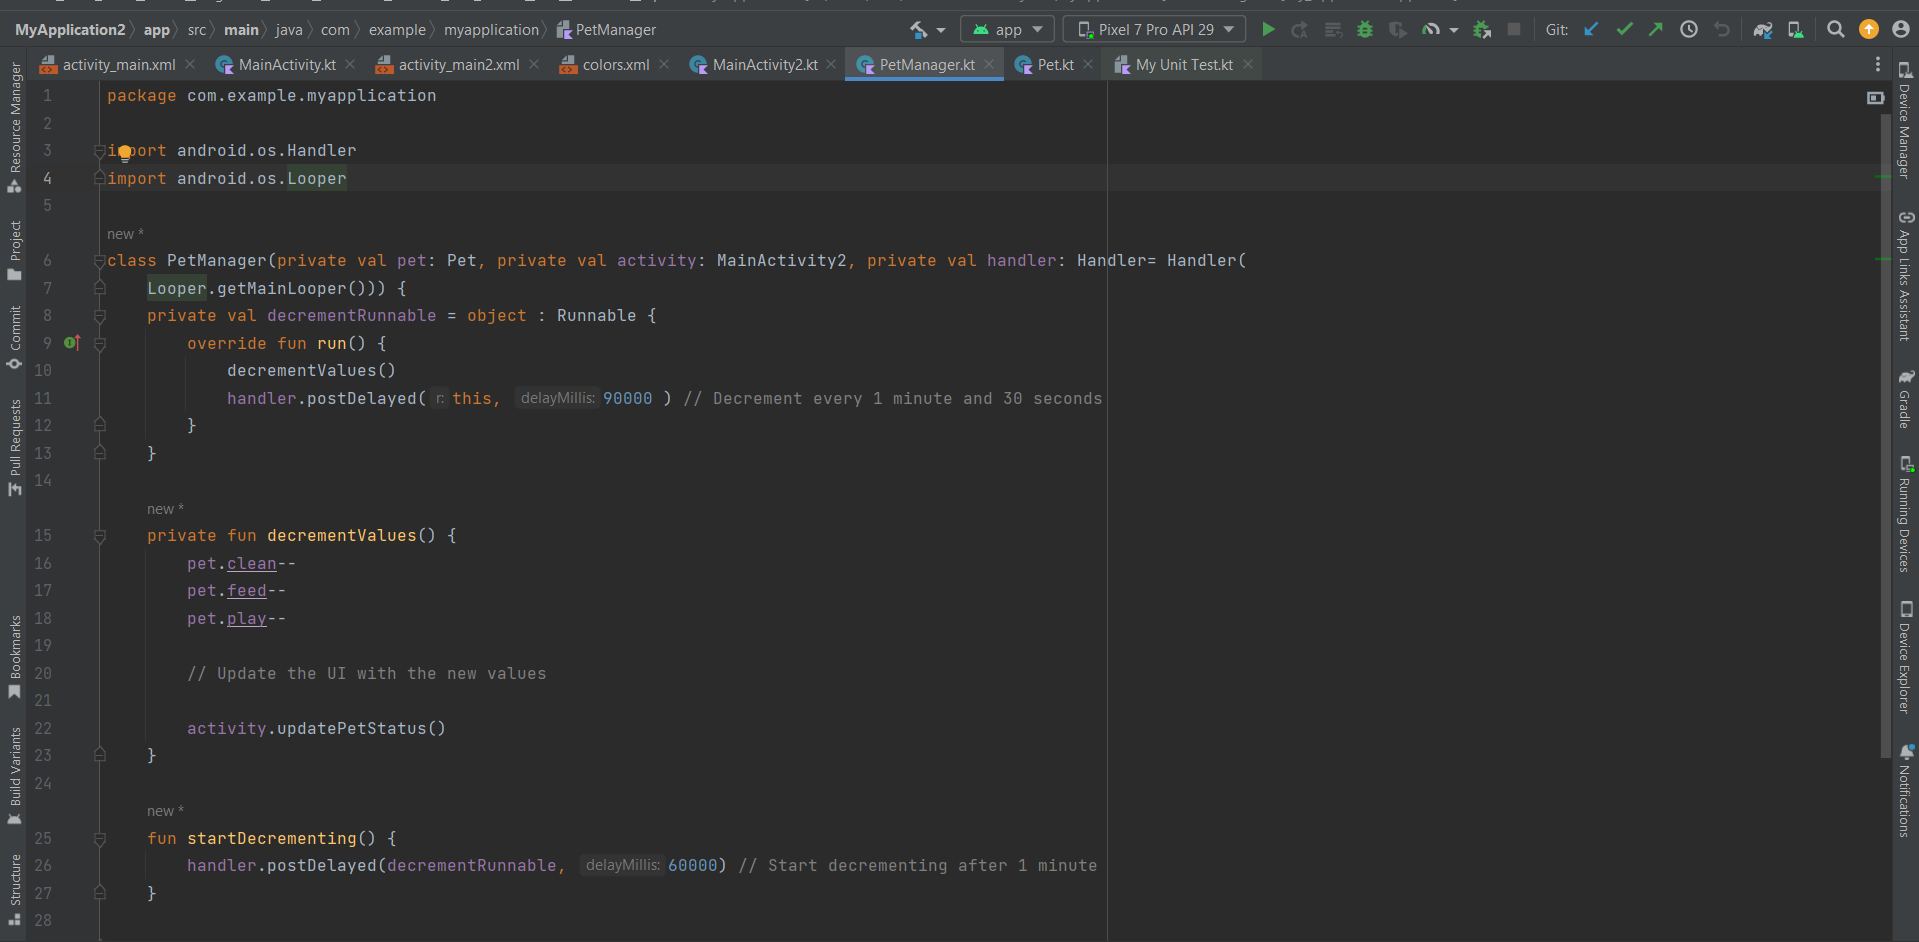 MyApplication2 〉 app 〉 src 〉 main 〉 java 〉 com 〉 example 〉 myapplication 〉 PetManager
app
Pixel 7 Pro API 29
Git:
activity_main.xml
MainActivity.kt
activity_main2.xml
colors.xml
MainActivity2.kt
PetManager.kt
Pet.kt
My Unit Test.kt
Resource Manager
Project
Commit
Pull Requests
Bookmarks
Build Variants
Structure
1 package com.example.myapplication
2
3 import android.os.Handler
4 import android.os.Looper
5
new *
6 class PetManager(private val pet: Pet, private val activity: MainActivity2, private val handler: Handler= Handler(
7 Looper.getMainLooper())) {
8 private val decrementRunnable = object : Runnable {
9 override fun run() {
10 decrementValues()
11 handler.postDelayed( r: this, delayMillis: 90000 ) // Decrement every 1 minute and 30 seconds
12 }
13 }
14
new *
15 private fun decrementValues() {
16 pet.clean--
17 pet.feed--
18 pet.play--
19
20 // Update the UI with the new values
21
22 activity.updatePetStatus()
23 }
24
new *
25 fun startDecrementing() {
26 handler.postDelayed(decrementRunnable, delayMillis: 60000) // Start decrementing after 1 minute
27 }
28
Device Manager
App Links Assistant
Gradle
Running Devices
Device Explorer
Notifications